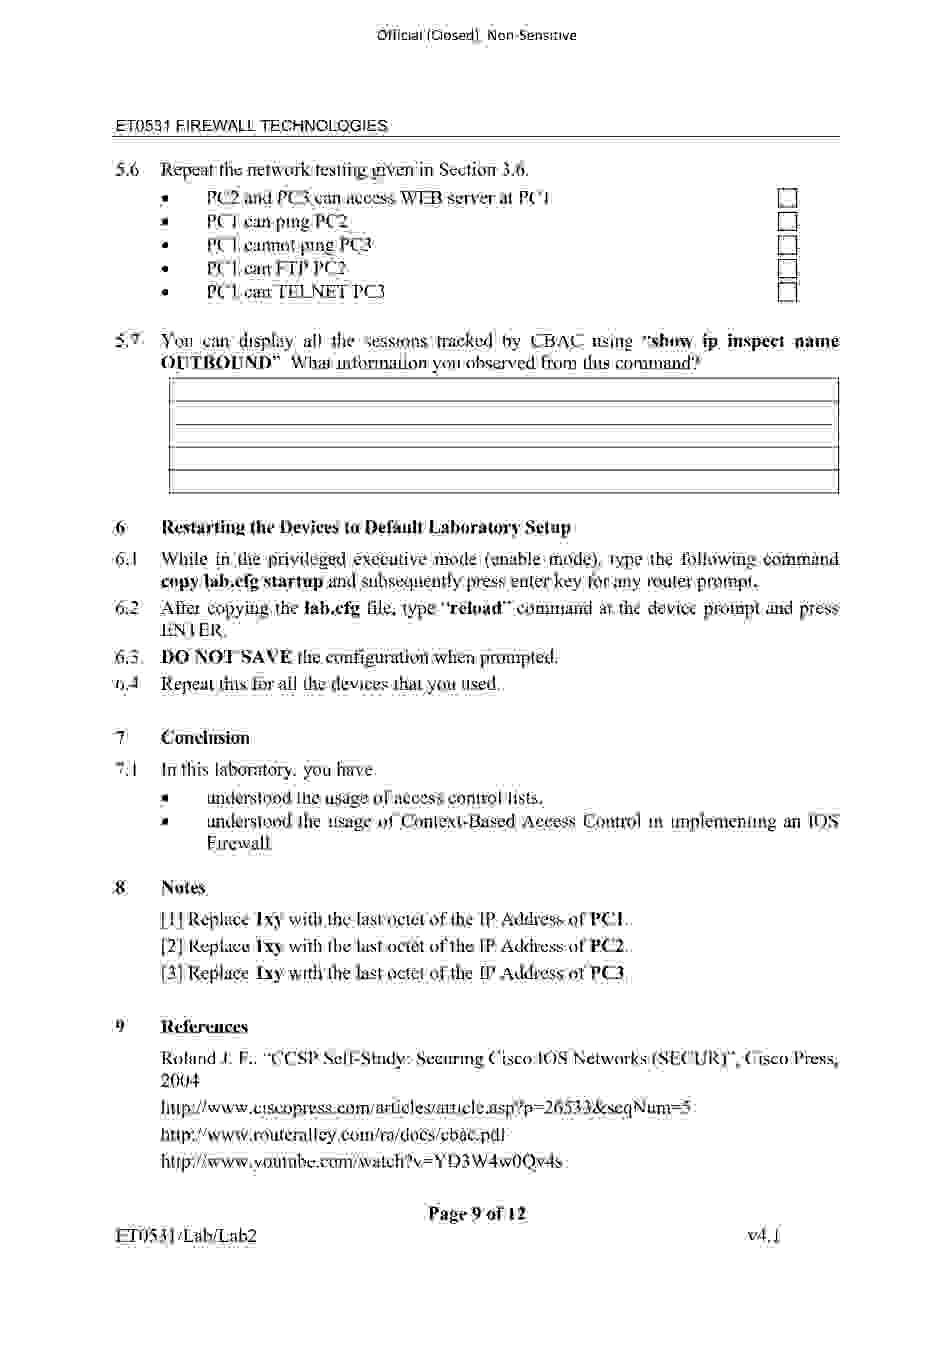 Official (Closed), Non-Sensitive
ET0531 FIREWALL TECHNOLOGIES
5.6 Repeat the network testing given in Section 3.6.
• PC2 and PC3 can access WEB server at PC1
• PC1 can ping PC2
• PC1 cannot ping PC3
• PC1 can FTP PC2
• PC1 can TELNET PC3
5.7 You can display all the sessions tracked by CBAC using “show ip inspect name
OUTBOUND”. What information you observed from this command?
6 Restarting the Devices to Default Laboratory Setup
6.1 While in the privileged executive mode (enable mode), type the following command
copy lab.cfg startup and subsequently press enter key for any router prompt.
6.2 After copying the lab.cfg file, type “reload” command at the device prompt and press
ENTER.
6.3 DO NOT SAVE the configuration when prompted.
6.4 Repeat this for all the devices that you used.
7 Conclusion
7.1 In this laboratory, you have
• understood the usage of access control lists.
• understood the usage of Context-Based Access Control in implementing an IOS
Firewall
8 Notes
[1] Replace 1xy with the last octet of the IP Address of PC1.
[2] Replace 1xy with the last octet of the IP Address of PC2.
[3] Replace 1xy with the last octet of the IP Address of PC3
9 References
Roland J. F., “CCSP Self-Study: Securing Cisco IOS Networks (SECUR)”, Cisco Press,
2004
http://www.ciscopress.com/articles/article.asp?p=26533&seqNum=5
http://www.routeralley.com/ra/docs/cbac.pdf
http://www.youtube.com/watch?v=YD3W4w0Qv4s
Page 9 of 12
ET0531/Lab/Lab2 v4.1